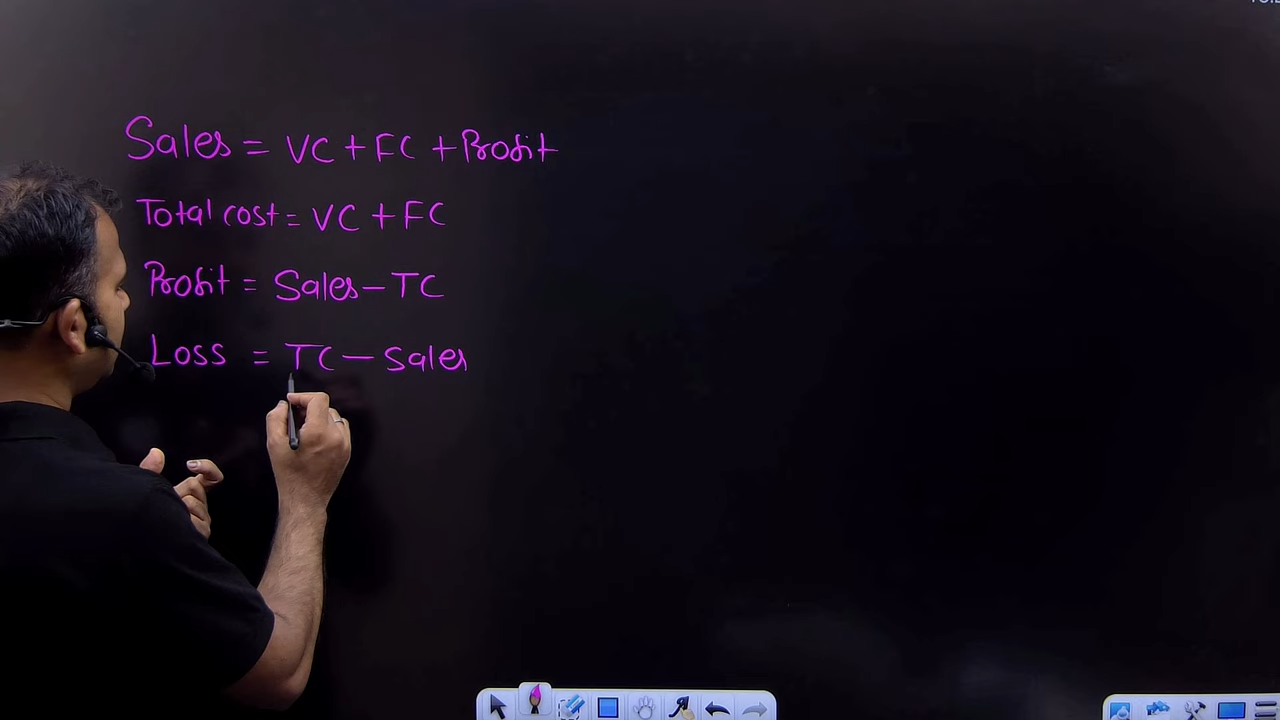 Sales = VC + FC + Profit
Total cost = VC + FC
Profit = Sales - TC
Loss = TC - Sales